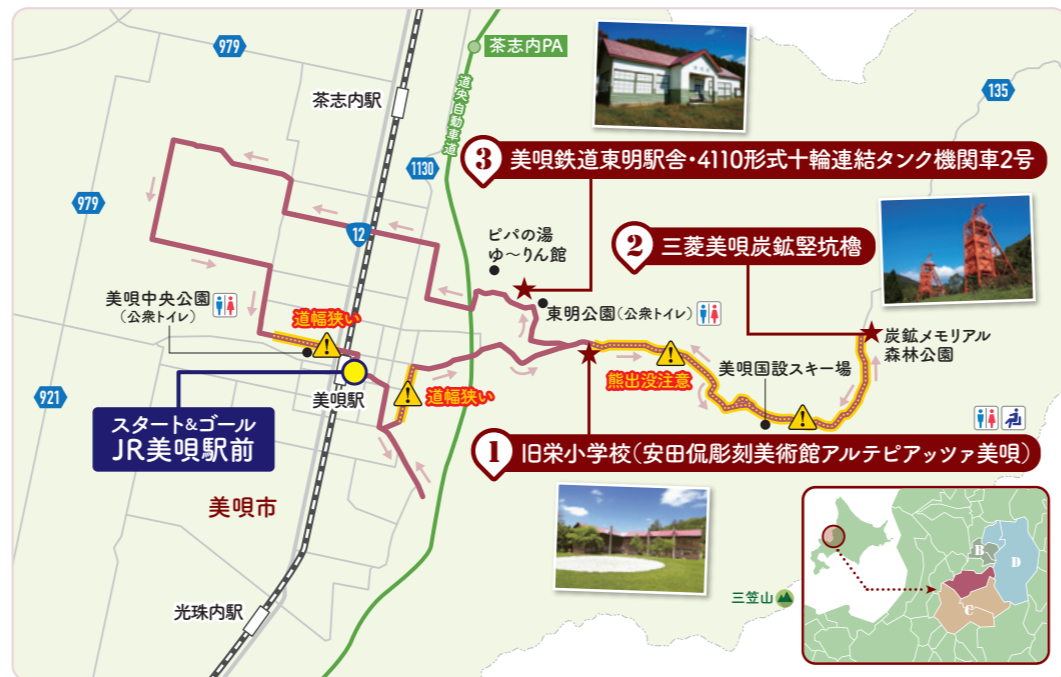 979
茶志内PA
茶志内駅
道央自動車道
135
3 美唄鉄道東明駅舎・4110形式十輪連結タンク機関車2号
1130
979
12
ピパの湯
ゆ～りん館
2 三菱美唄炭鉱竪坑櫓
美唄中央公園
(公衆トイレ)
道幅狭い
東明公園(公衆トイレ)
炭鉱メモリアル
森林公園
美唄国設スキー場
熊出没注意
美唄駅
道幅狭い
921
スタート&ゴール
JR美唄駅前
1 旧栄小学校(安田侃彫刻美術館アルテピアッツァ美唄)
美唄市
B
D
C
三笠山
光珠内駅